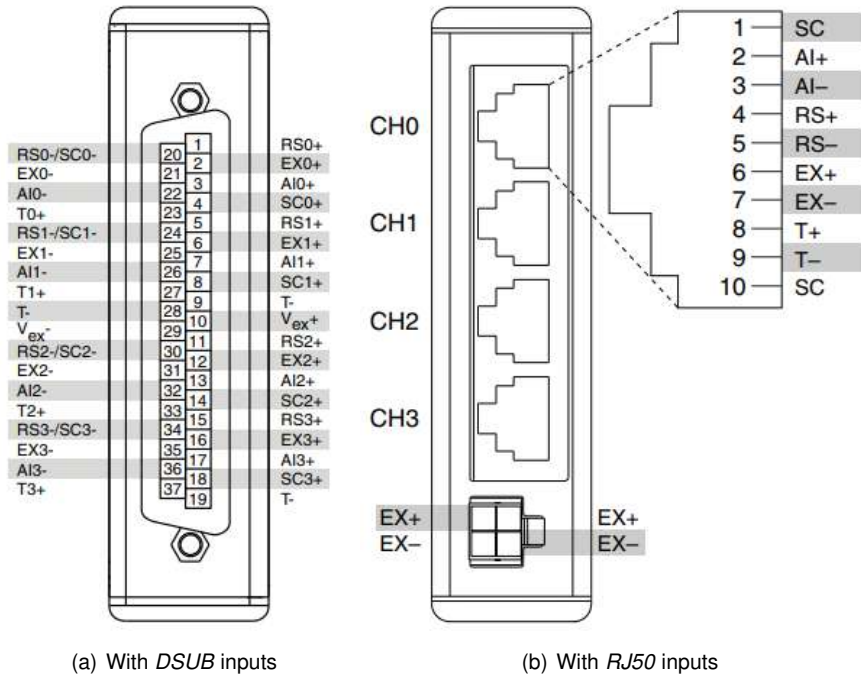 RS0-/SC0-
EX0-
AI0-
T0+
RS1-/SC1-
EX1-
AI1-
T1+
T-
Vex-
RS2-/SC2-
EX2-
AI2-
T2+
RS3-/SC3-
EX3-
AI3-
T3+
20
21
22
23
24
25
26
27
28
29
30
31
32
33
34
35
36
37
1
2
3
4
5
6
7
8
9
10
11
12
13
14
15
16
17
18
19
RS0+
EX0+
AI0+
SC0+
RS1+
EX1+
AI1+
SC1+
T-
Vex+
RS2+
EX2+
AI2+
SC2+
RS3+
EX3+
AI3+
SC3+
T-
(a) With DSUB inputs
CH0
CH1
CH2
CH3
EX+ EX+
EX– EX–
1 SC
2 AI+
3 AI–
4 RS+
5 RS–
6 EX+
7 EX–
8 T+
9 T–
10 SC
(b) With RJ50 inputs